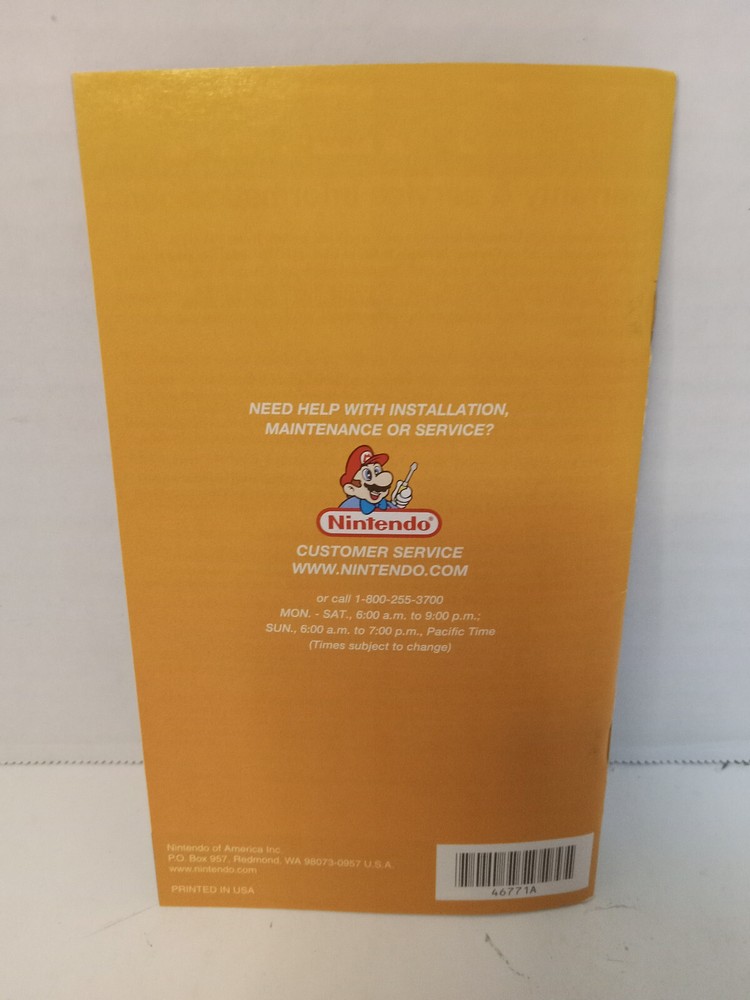 NEED HELP WITH INSTALLATION,
MAINTENANCE OR SERVICE?
M
Nintendo®
CUSTOMER SERVICE
WWW.NINTENDO.COM
or call 1-800-255-3700
MON. - SAT., 6:00 a.m. to 9:00 p.m.;
SUN., 6:00 a.m. to 7:00 p.m., Pacific Time
(Times subject to change)
Nintendo of America Inc.
P.O. Box 957, Redmond, WA 98073-0957 U.S.A.
www.nintendo.com
PRINTED IN USA
46771A